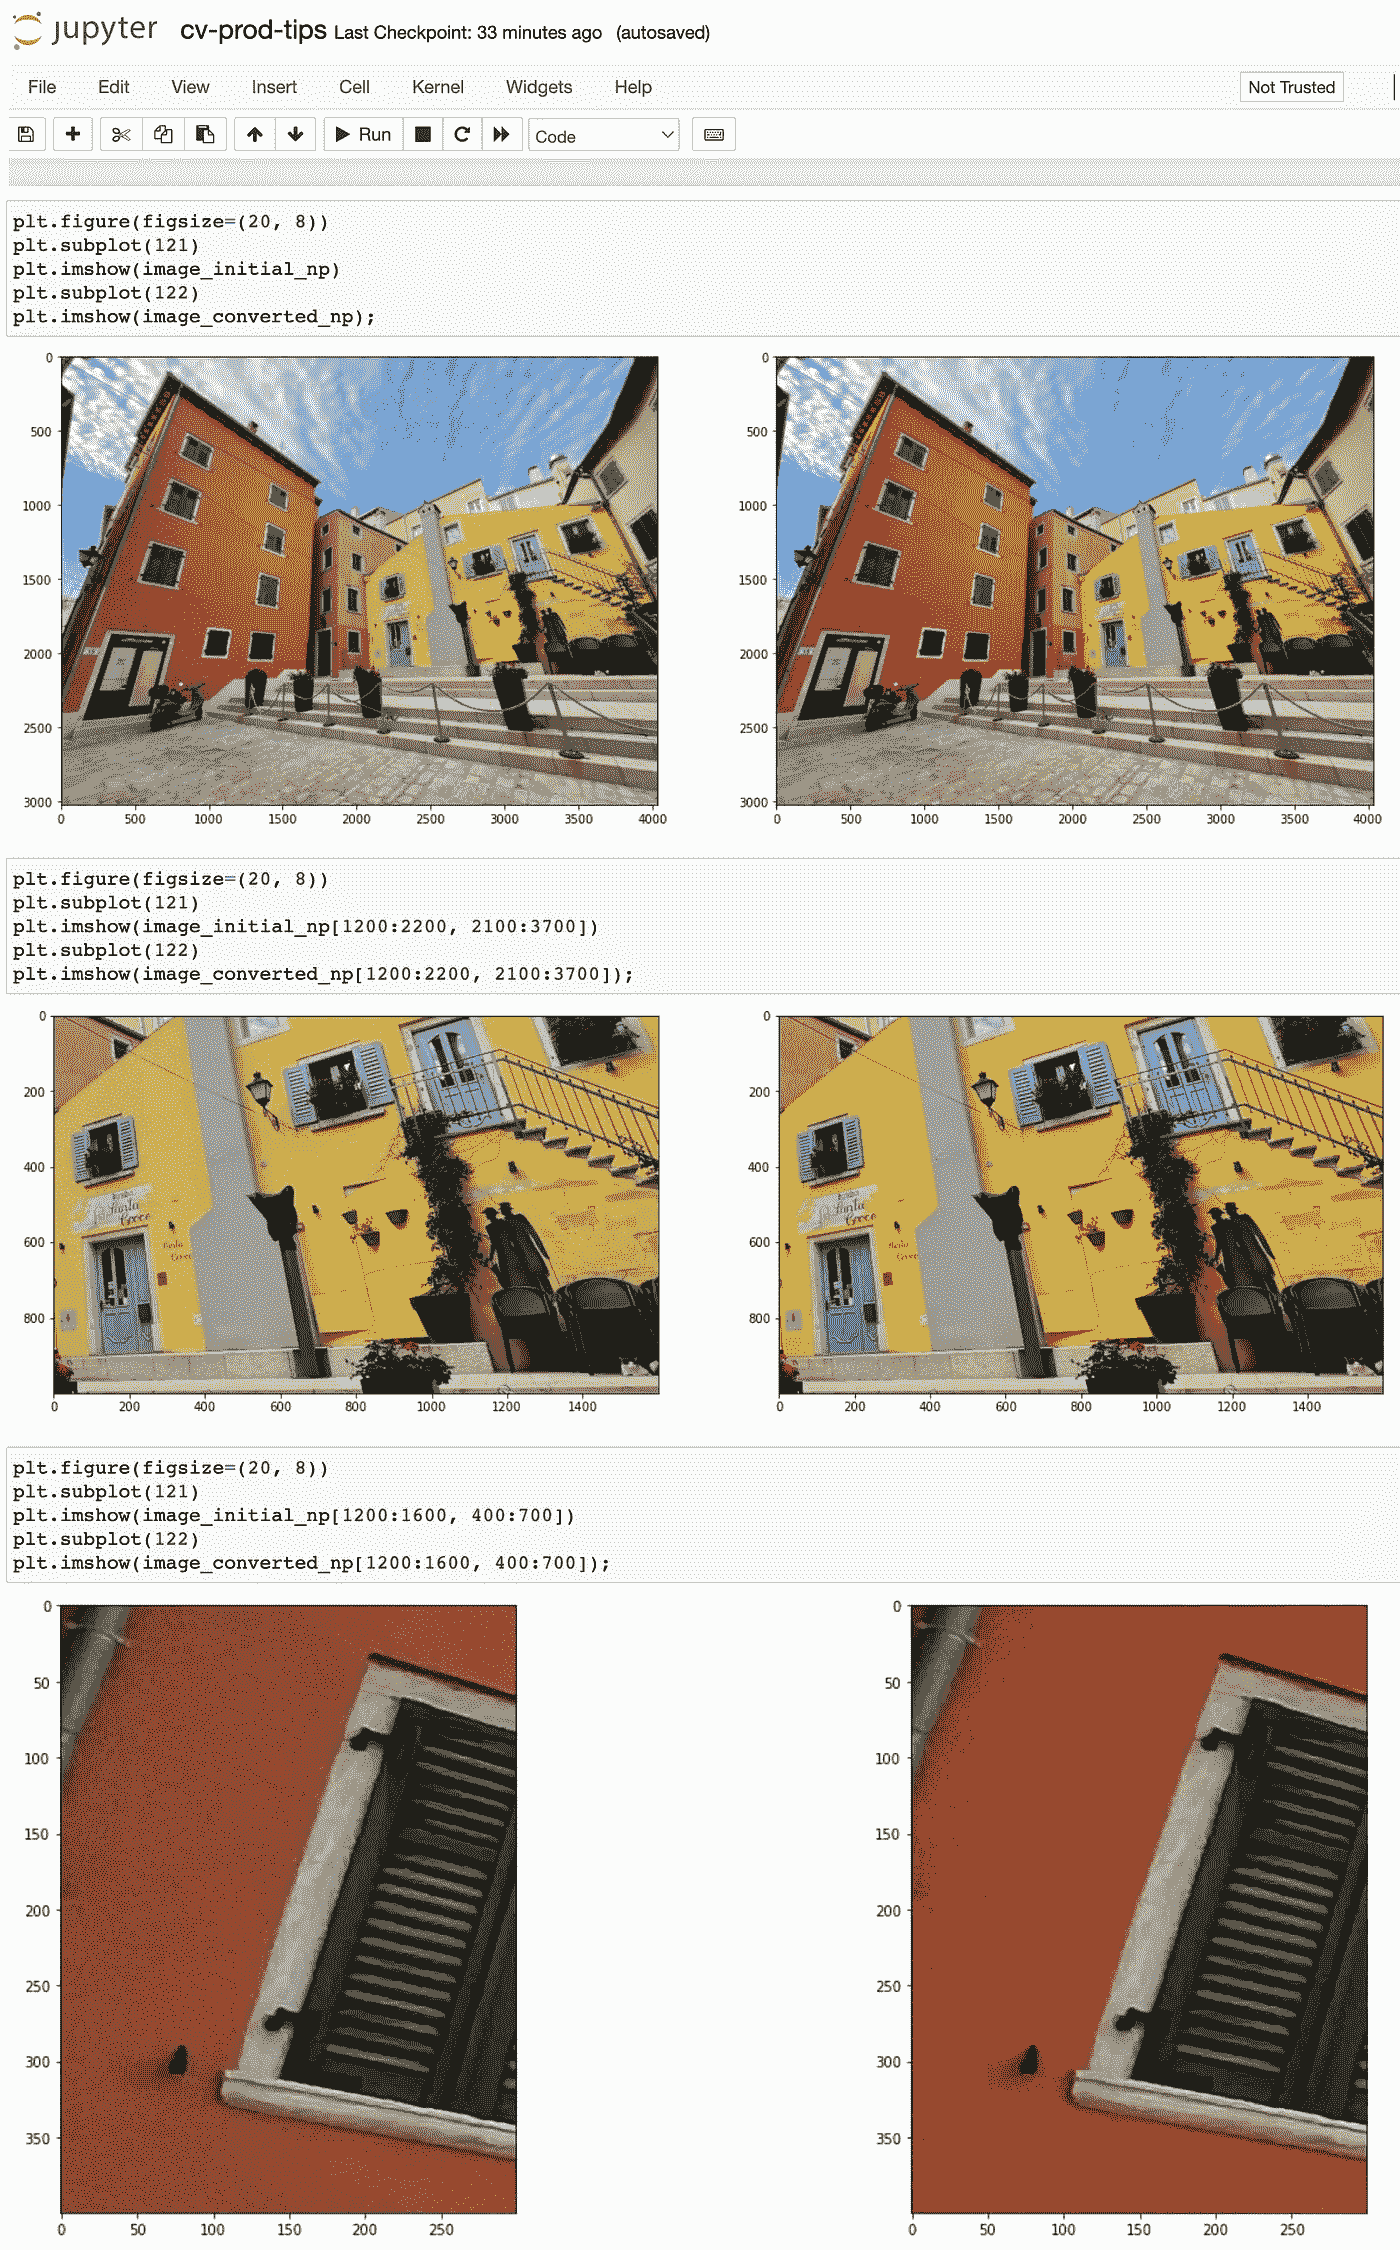 jupyter cv-prod-tips Last Checkpoint: 33 minutes ago (autosaved)
File Edit View Insert Cell Kernel Widgets Help Not Trusted
Run Code
plt.figure(figsize=(20, 8))
plt.subplot(121)
plt.imshow(image_initial_np)
plt.subplot(122)
plt.imshow(image_converted_np);
0 0
500 500
1000 1000
1500 1500
2000 2000
2500 2500
3000 3000
0 500 1000 1500 2000 2500 3000 3500 4000 0 500 1000 1500 2000 2500 3000 3500 4000
plt.figure(figsize=(20, 8))
plt.subplot(121)
plt.imshow(image_initial_np[1200:2200, 2100:3700])
plt.subplot(122)
plt.imshow(image_converted_np[1200:2200, 2100:3700]);
0 0
200 200
400 400
600 600
800 800
0 200 400 600 800 1000 1200 1400 0 200 400 600 800 1000 1200 1400
plt.figure(figsize=(20, 8))
plt.subplot(121)
plt.imshow(image_initial_np[1200:1600, 400:700])
plt.subplot(122)
plt.imshow(image_converted_np[1200:1600, 400:700]);
0 0
50 50
100 100
150 150
200 200
250 250
300 300
350 350
0 50 100 150 200 250 0 50 100 150 200 250